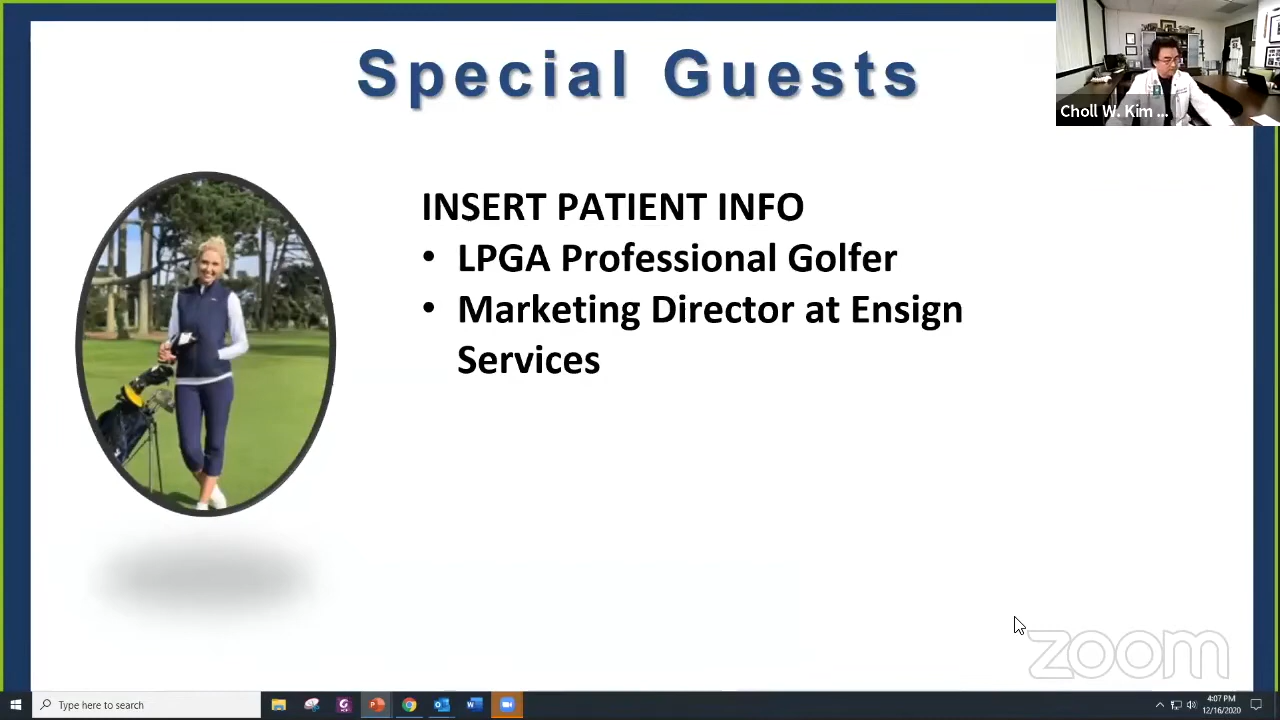 Special Guests
Choll W. Kim ...
INSERT PATIENT INFO
• LPGA Professional Golfer
• Marketing Director at Ensign
Services
zoom
Type here to search
4:07 PM
12/16/2020